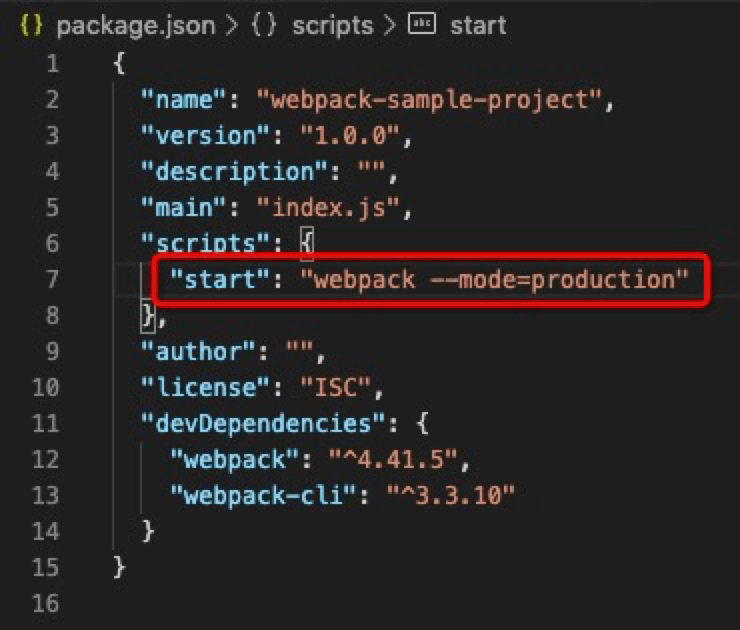 {} package.json > {} scripts > abc start
1 {
2 "name": "webpack-sample-project",
3 "version": "1.0.0",
4 "description": "",
5 "main": "index.js",
6 "scripts": {
7 "start": "webpack --mode=production"
8 },
9 "author": "",
10 "license": "ISC",
11 "devDependencies": {
12 "webpack": "^4.41.5",
13 "webpack-cli": "^3.3.10"
14 }
15 }
16